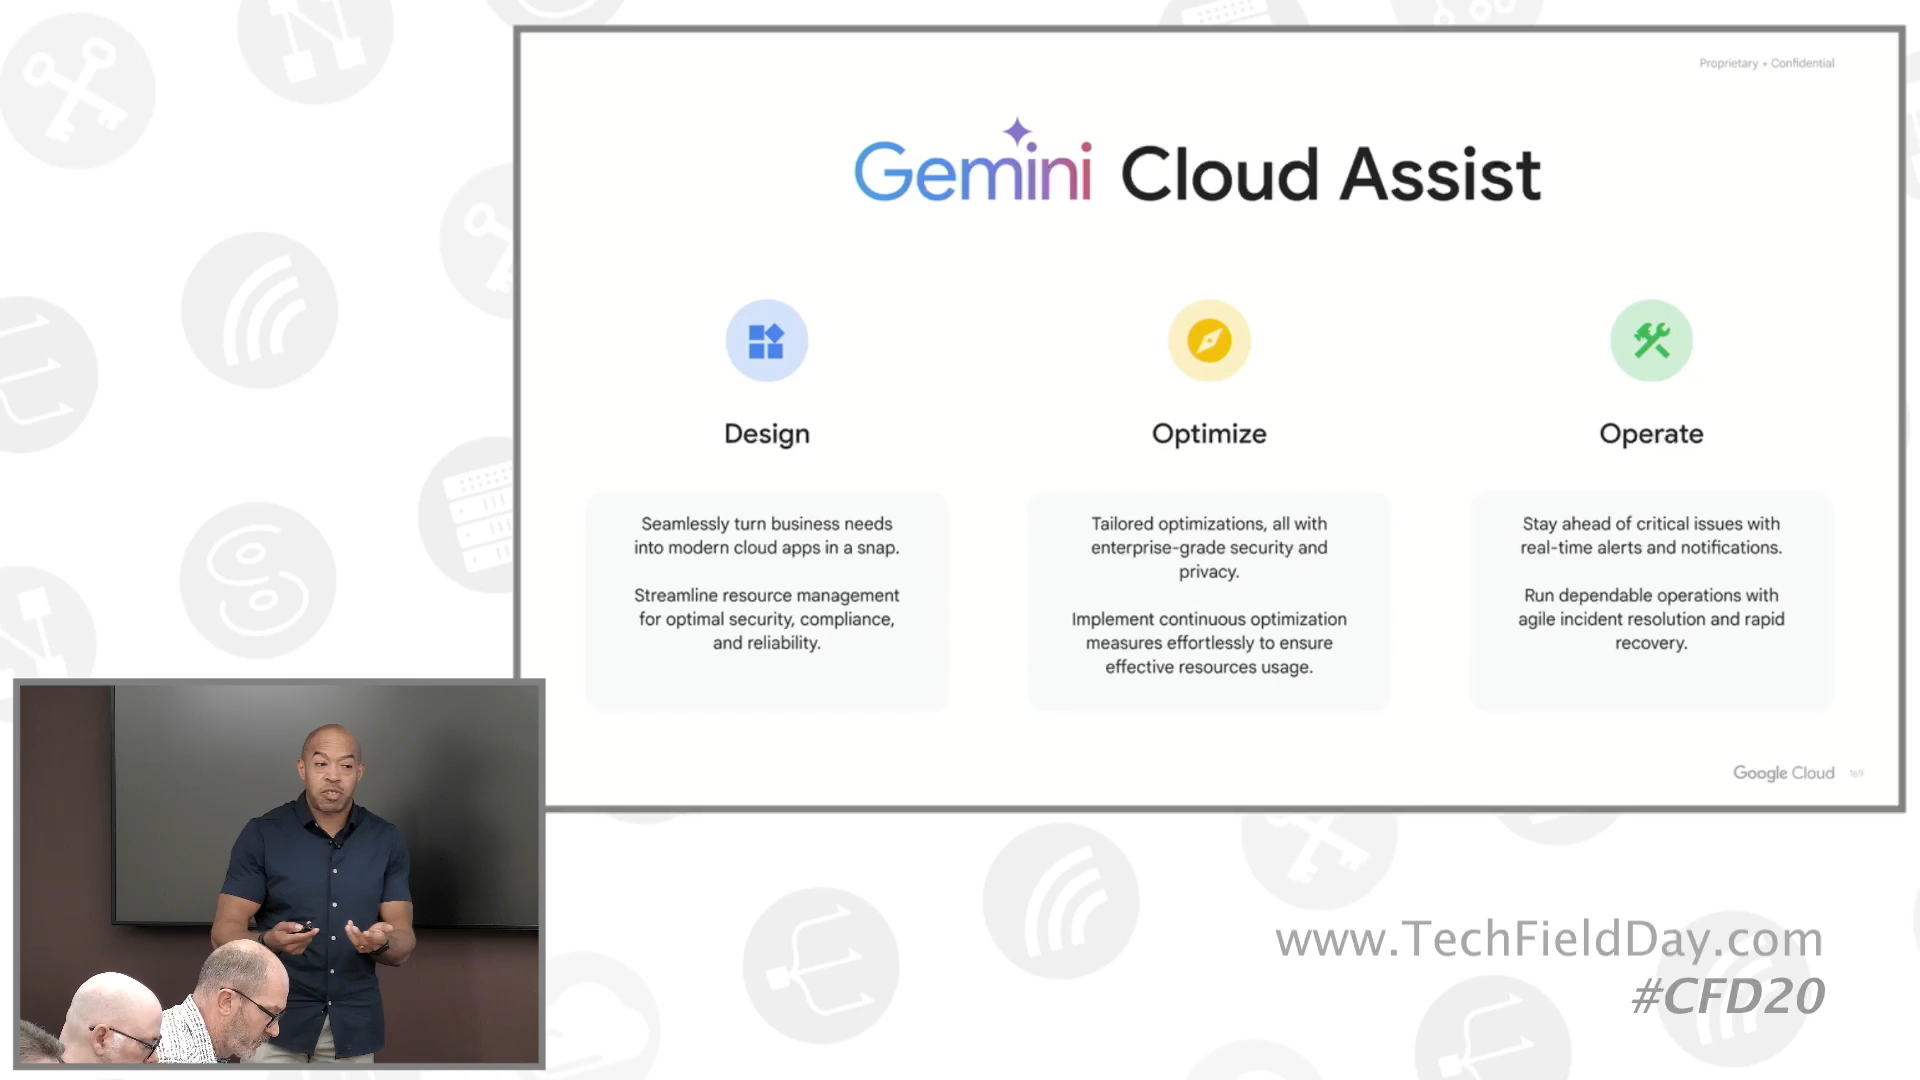 Proprietary + Confidential
Gemini Cloud Assist
Design
Seamlessly turn business needs
into modern cloud apps in a snap.
Streamline resource management
for optimal security, compliance,
and reliability.
Optimize
Tailored optimizations, all with
enterprise-grade security and
privacy.
Implement continuous optimization
measures effortlessly to ensure
effective resources usage.
Operate
Stay ahead of critical issues with
real-time alerts and notifications.
Run dependable operations with
agile incident resolution and rapid
recovery.
Google Cloud 169
www.TechFieldDay.com
#CFD20